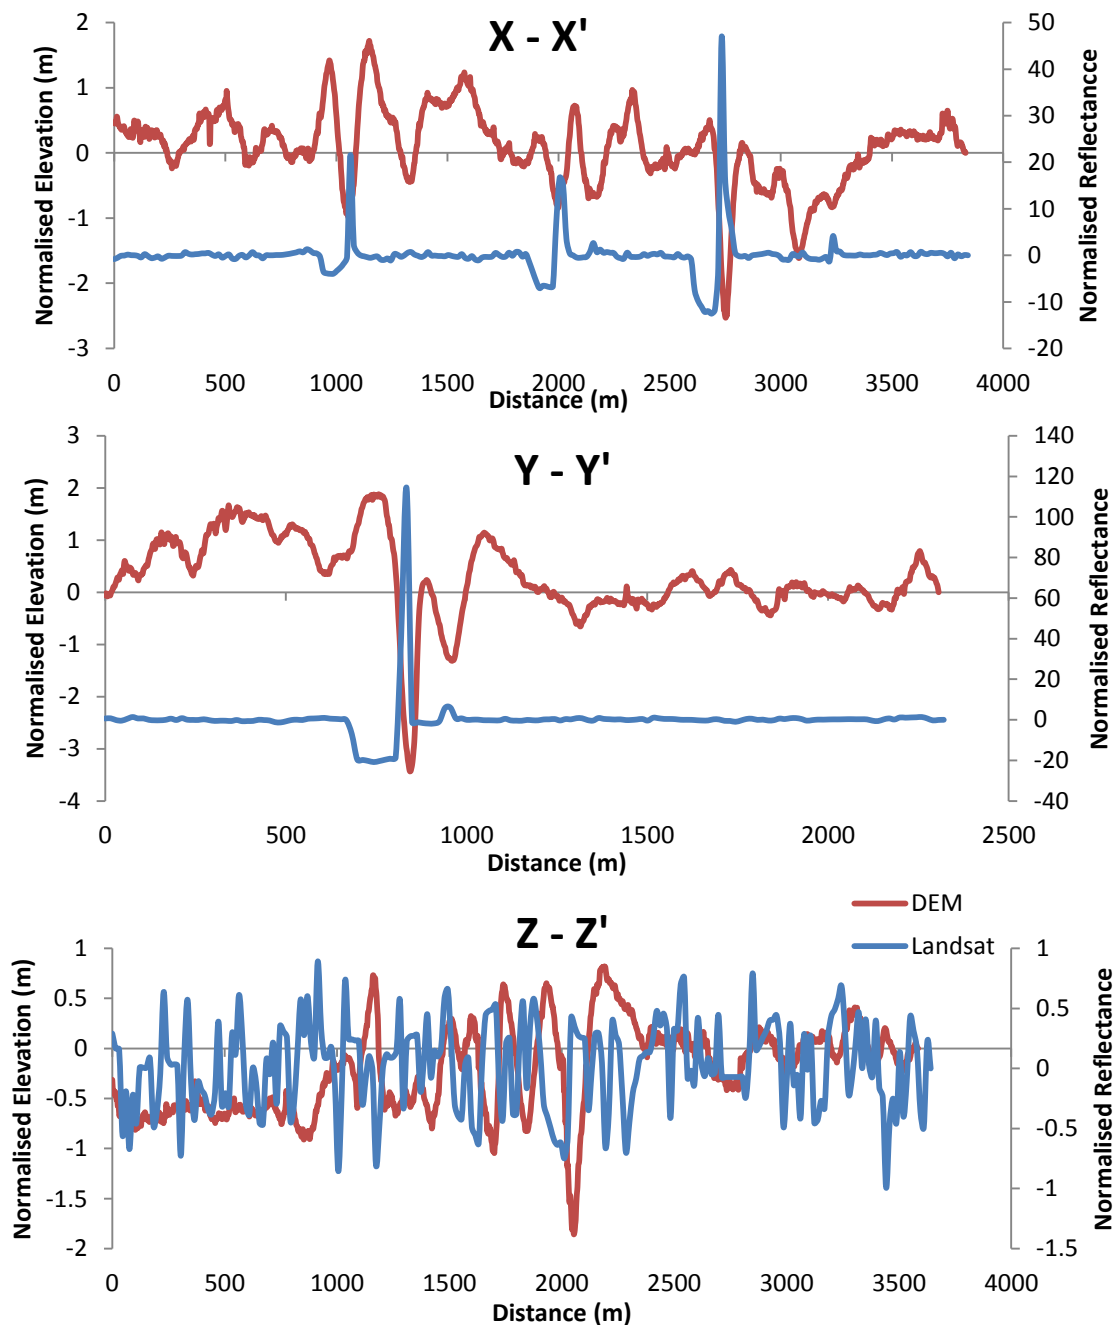 X - X'
Normalised Elevation (m)
2
1
0
-1
-2
-3
50
40
30
20
10
0
-10
-20
Normalised Reflectancce
0 500 1000 1500 2000 2500 3000 3500 4000
Distance (m)
Y - Y'
Normalised Elevation (m)
3
2
1
0
-1
-2
-3
-4
140
120
100
80
60
40
20
0
-20
-40
Normalised Reflectance
0 500 1000 1500 2000 2500
Distance (m)
DEM
Landsat
Z - Z'
Normalised Elevation (m)
1
0.5
0
-0.5
-1
-1.5
-2
1
0.5
0
-0.5
-1
-1.5
Normalised Reflectance
0 500 1000 1500 2000 2500 3000 3500 4000
Distance (m)